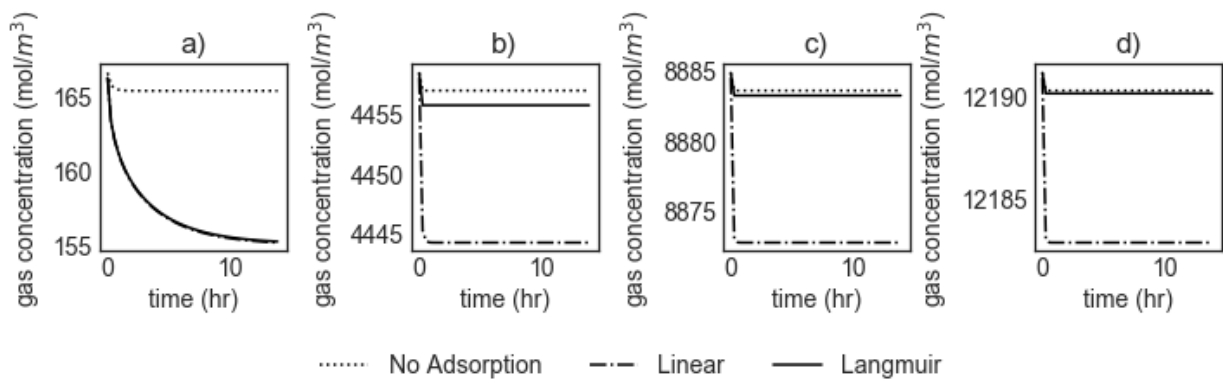 a)
gas concentration (mol/m³)
165
160
155
0 10
time (hr)
b)
gas concentration (mol/m³)
4455
4450
4445
0 10
time (hr)
c)
gas concentration (mol/m³)
8885
8880
8875
0 10
time (hr)
d)
gas concentration (mol/m³)
12190
12185
0 10
time (hr)
No Adsorption Linear Langmuir